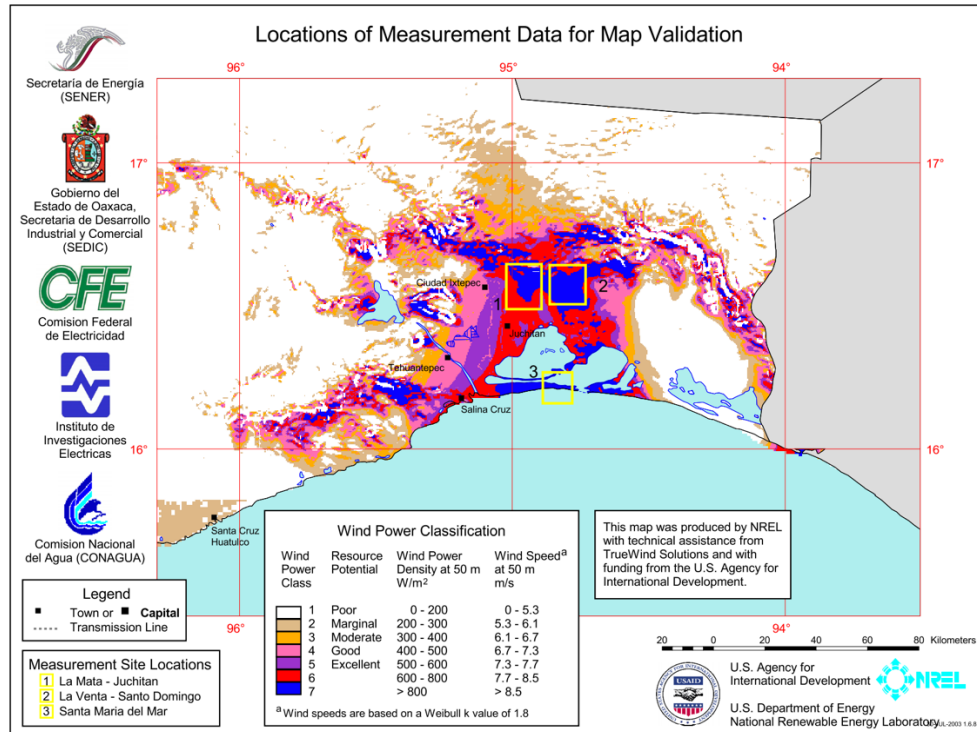 Locations of Measurement Data for Map Validation
Secretaría de Energía
(SENER)
Gobierno del
Estado de Oaxaca,
Secretaria de Desarrollo
Industrial y Comercial
(SEDIC)
CFE
Comision Federal
de Electricidad
Instituto de
Investigaciones
Electricas
Comision Nacional
del Agua (CONAGUA)
96°
95°
94°
17°
17°
Ciudad Ixtepec
1
2
Juchitan
Tehuantepec
3
Salina Cruz
16°
16°
Santa Cruz
Huatulco
96°
94°
Legend
Town or Capital
Transmission Line
Measurement Site Locations
1 La Mata - Juchitan
2 La Venta - Santo Domingo
3 Santa Maria del Mar
Wind Power Classification
Wind Power Class Resource Potential Wind Power Density at 50 m W/m² Wind Speedª at 50 m m/s
1 Poor 0 - 200 0 - 5.3
2 Marginal 200 - 300 5.3 - 6.1
3 Moderate 300 - 400 6.1 - 6.7
4 Good 400 - 500 6.7 - 7.3
5 Excellent 500 - 600 7.3 - 7.7
6 600 - 800 7.7 - 8.5
7 > 800 > 8.5
ª Wind speeds are based on a Weibull k value of 1.8
This map was produced by NREL
with technical assistance from
TrueWind Solutions and with
funding from the U.S. Agency for
International Development.
20 0 20 40 60 80 Kilometers
USAID
U.S. Agency for
International Development
NREL
U.S. Department of Energy
National Renewable Energy Laboratory